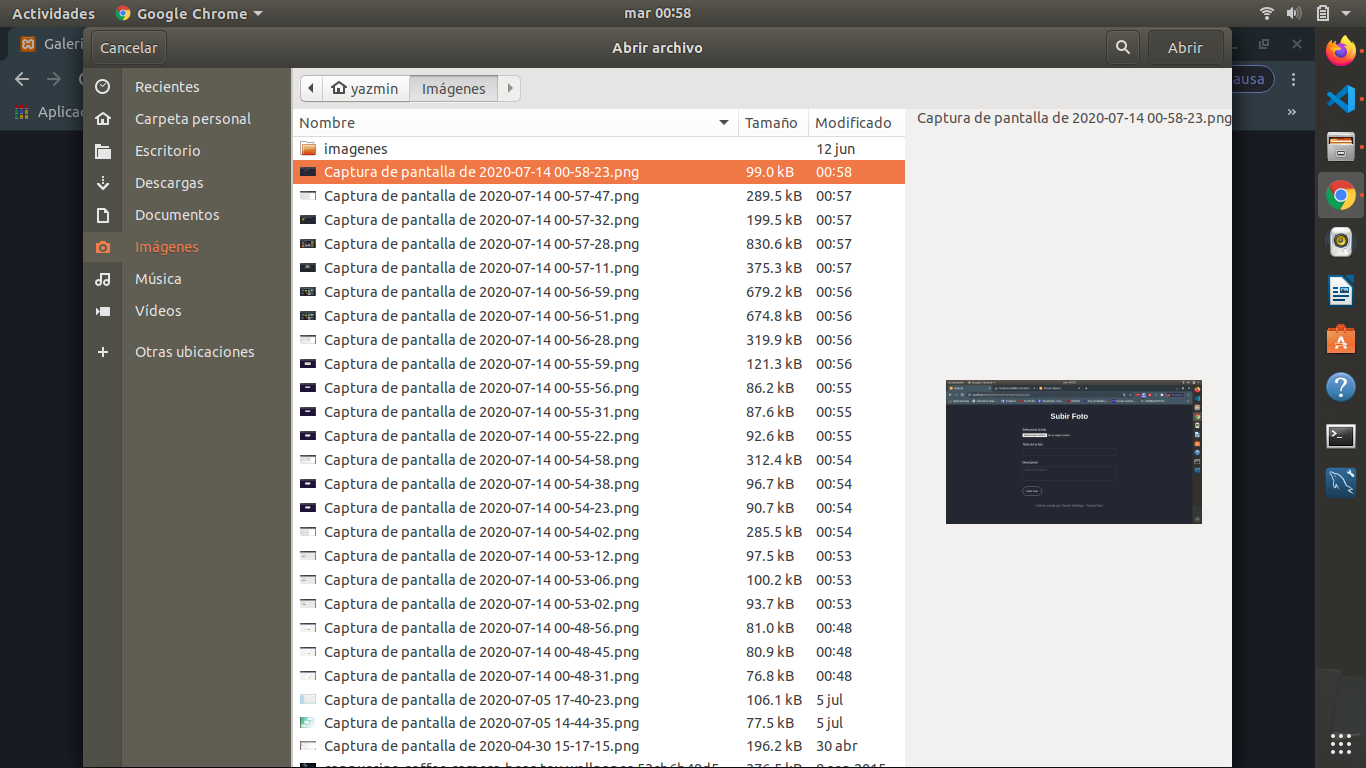 Actividades Google Chrome mar 00:58
Galerí
Aplicac
ausa
»
Cancelar Abrir archivo Abrir
Recientes
Carpeta personal
Escritorio
Descargas
Documentos
Imágenes
Música
Vídeos
+ Otras ubicaciones
yazmin Imágenes
Nombre Tamaño Modificado
imagenes 12 jun
Captura de pantalla de 2020-07-14 00-58-23.png 99.0 kB 00:58
Captura de pantalla de 2020-07-14 00-57-47.png 289.5 kB 00:57
Captura de pantalla de 2020-07-14 00-57-32.png 199.5 kB 00:57
Captura de pantalla de 2020-07-14 00-57-28.png 830.6 kB 00:57
Captura de pantalla de 2020-07-14 00-57-11.png 375.3 kB 00:57
Captura de pantalla de 2020-07-14 00-56-59.png 679.2 kB 00:56
Captura de pantalla de 2020-07-14 00-56-51.png 674.8 kB 00:56
Captura de pantalla de 2020-07-14 00-56-28.png 319.9 kB 00:56
Captura de pantalla de 2020-07-14 00-55-59.png 121.3 kB 00:56
Captura de pantalla de 2020-07-14 00-55-56.png 86.2 kB 00:55
Captura de pantalla de 2020-07-14 00-55-31.png 87.6 kB 00:55
Captura de pantalla de 2020-07-14 00-55-22.png 92.6 kB 00:55
Captura de pantalla de 2020-07-14 00-54-58.png 312.4 kB 00:54
Captura de pantalla de 2020-07-14 00-54-38.png 96.7 kB 00:54
Captura de pantalla de 2020-07-14 00-54-23.png 90.7 kB 00:54
Captura de pantalla de 2020-07-14 00-54-02.png 285.5 kB 00:54
Captura de pantalla de 2020-07-14 00-53-12.png 97.5 kB 00:53
Captura de pantalla de 2020-07-14 00-53-06.png 100.2 kB 00:53
Captura de pantalla de 2020-07-14 00-53-02.png 93.7 kB 00:53
Captura de pantalla de 2020-07-14 00-48-56.png 81.0 kB 00:48
Captura de pantalla de 2020-07-14 00-48-45.png 80.9 kB 00:48
Captura de pantalla de 2020-07-14 00-48-31.png 76.8 kB 00:48
Captura de pantalla de 2020-07-05 17-40-23.png 106.1 kB 5 jul
Captura de pantalla de 2020-07-05 14-44-35.png 77.5 kB 5 jul
Captura de pantalla de 2020-04-30 15-17-15.png 196.2 kB 30 abr
Captura de pantalla de 2020-07-14 00-58-23.png
Subir Foto